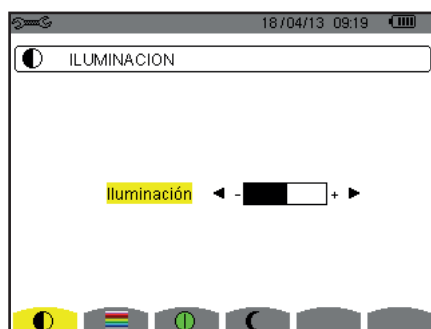 18/04/13 09:19
ILUMINACION
Iluminación ◄ - + ►